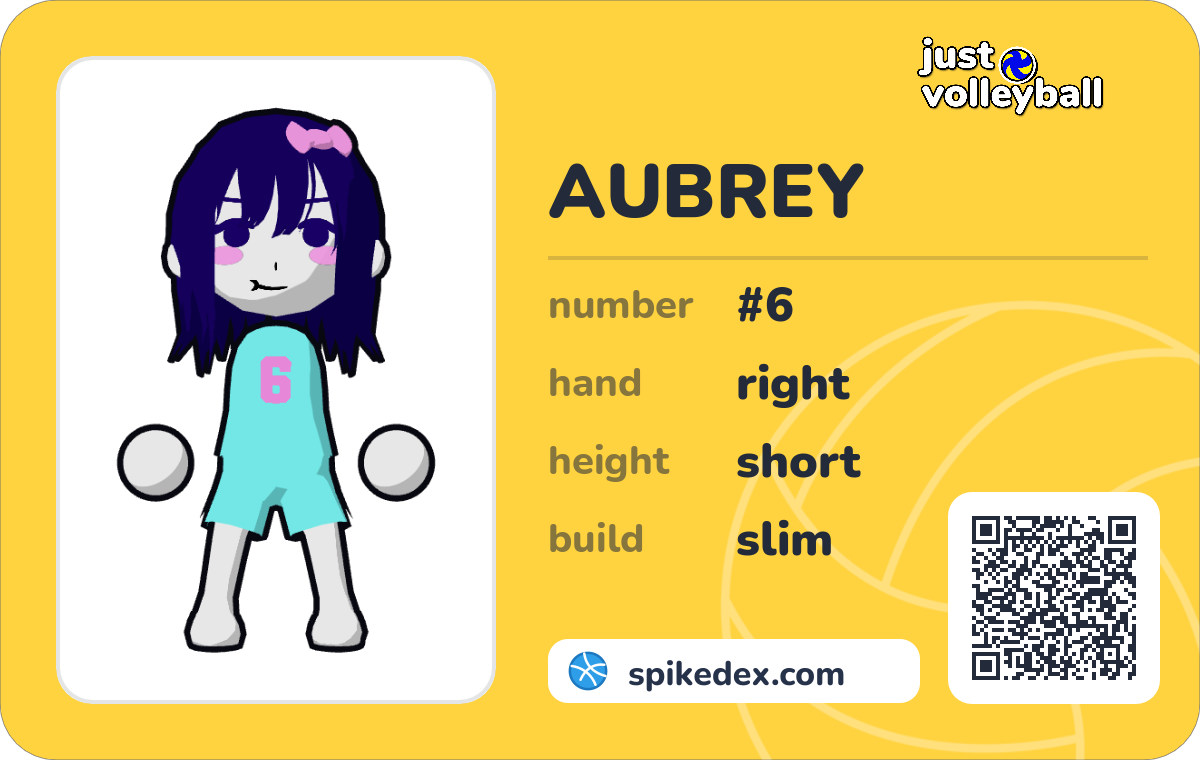 just
volleyball
AUBREY
number #6
hand right
height short
build slim
6
spikedex.com